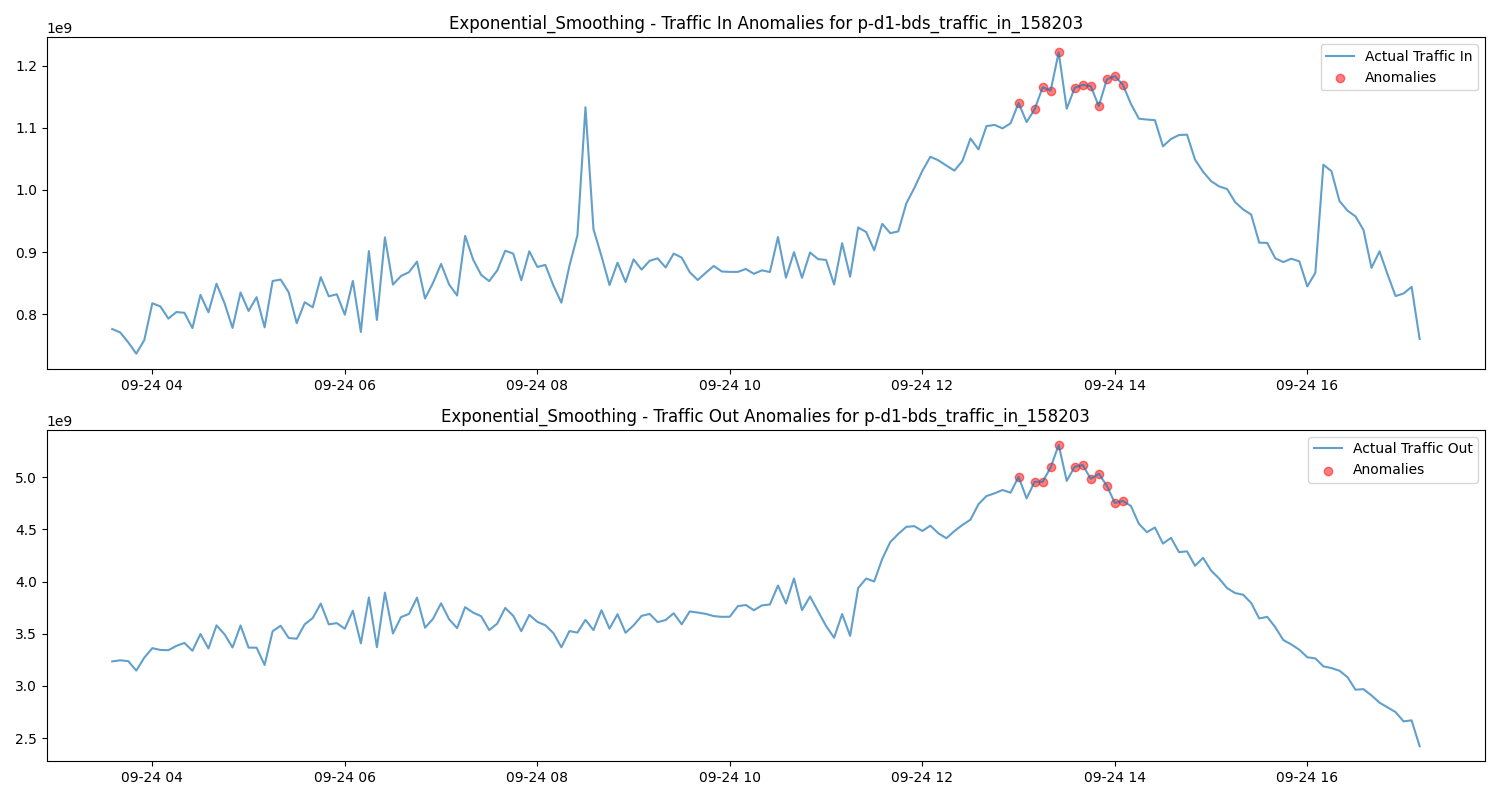 Exponential_Smoothing - Traffic In Anomalies for p-d1-bds_traffic_in_158203
1e9
Actual Traffic In
Anomalies
1.2
1.1
1.0
0.9
0.8
09-24 04 09-24 06 09-24 08 09-24 10 09-24 12 09-24 14 09-24 16
Exponential_Smoothing - Traffic Out Anomalies for p-d1-bds_traffic_in_158203
1e9
Actual Traffic Out
Anomalies
5.0
4.5
4.0
3.5
3.0
2.5
09-24 04 09-24 06 09-24 08 09-24 10 09-24 12 09-24 14 09-24 16